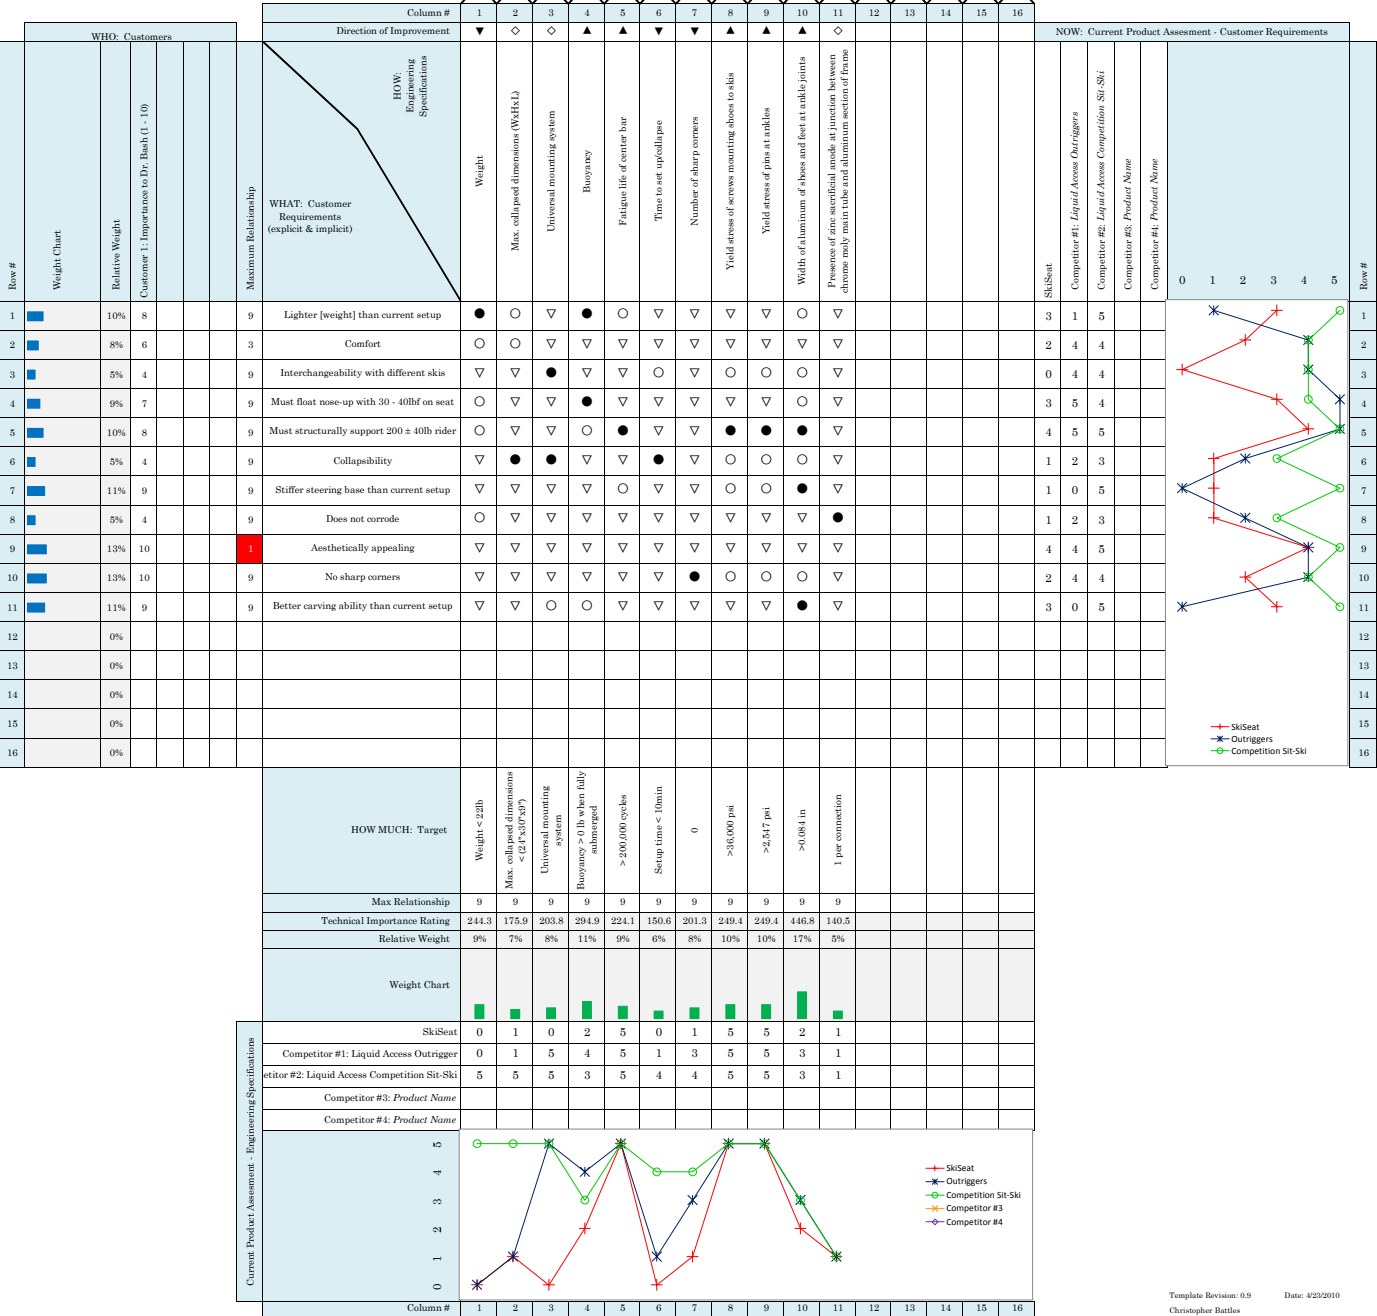 Column # 1 2 3 4 5 6 7 8 9 10 11 12 13 14 15 16
Direction of Improvement ▼ ◇ ◇ ▲ ▲ ▼ ▼ ▲ ▲ ▲ ◇
WHO: Customers
NOW: Current Product Assesment - Customer Requirements
Row #
Weight Chart
Relative Weight
Customer 1: Importance to Dr. Bash (1 - 10)
Maximum Relationship
HOW:
Engineering
Specifications
WHAT: Customer
Requirements
(explicit & implicit)
Weight
Max. collapsed dimensions (WxHxL)
Universal mounting system
Buoyancy
Fatigue life of center bar
Time to set up/collapse
Number of sharp corners
Yield stress of screws mounting shoes to skis
Yield stress of pins at ankles
Width of aluminum of shoes and feet at ankle joints
Presence of zinc sacrificial anode at junction between
chrome moly main tube and aluminum section of frame
SkiSeat
Competitor #1: Liquid Access Outriggers
Competitor #2: Liquid Access Competition Sit-Ski
Competitor #3: Product Name
Competitor #4: Product Name
0 1 2 3 4 5
Row #
1 10% 8 9 Lighter [weight] than current setup ● ○ ▽ ● ○ ▽ ▽ ▽ ▽ ○ ▽ 3 1 5 1
2 8% 6 3 Comfort ○ ○ ▽ ▽ ▽ ▽ ▽ ▽ ▽ ▽ ▽ 2 4 4 2
3 5% 4 9 Interchangeability with different skis ▽ ▽ ● ▽ ▽ ○ ▽ ○ ○ ○ ▽ 0 4 4 3
4 9% 7 9 Must float nose-up with 30 - 40lbf on seat ○ ▽ ▽ ● ▽ ▽ ▽ ▽ ▽ ○ ▽ 3 5 4 4
5 10% 8 9 Must structurally support 200 ± 40lb rider ○ ▽ ▽ ○ ● ▽ ▽ ● ● ● ▽ 4 5 5 5
6 5% 4 9 Collapsibility ▽ ● ● ▽ ▽ ● ▽ ○ ○ ○ ▽ 1 2 3 6
7 11% 9 9 Stiffer steering base than current setup ▽ ▽ ▽ ▽ ○ ▽ ▽ ○ ○ ● ▽ 1 0 5 7
8 5% 4 9 Does not corrode ○ ▽ ▽ ▽ ▽ ▽ ▽ ▽ ▽ ▽ ● 1 2 3 8
9 13% 10 1 Aesthetically appealing ▽ ▽ ▽ ▽ ▽ ▽ ▽ ▽ ▽ ▽ ▽ 4 4 5 9
10 13% 10 9 No sharp corners ▽ ▽ ▽ ▽ ▽ ▽ ● ○ ○ ○ ▽ 2 4 4 10
11 11% 9 9 Better carving ability than current setup ▽ ▽ ○ ○ ▽ ▽ ▽ ▽ ▽ ● ▽ 3 0 5 11
12 0% 12
13 0% 13
14 0% 14
15 0% 15
16 0% 16
SkiSeat
Outriggers
Competition Sit-Ski
HOW MUCH: Target
Weight < 22lb
Max. collapsed dimensions
< (24"x30"x9")
Universal mounting
system
Buoyancy > 0 lb when fully
submerged
> 200,000 cycles
Setup time < 10min
0
>36,000 psi
>2,547 psi
>0.084 in
1 per connection
Max Relationship 9 9 9 9 9 9 9 9 9 9 9
Technical Importance Rating 244.3 175.9 203.8 294.9 224.1 150.6 201.3 249.4 249.4 446.8 140.5
Relative Weight 9% 7% 8% 11% 9% 6% 8% 10% 10% 17% 5%
Weight Chart
Current Product Assesment - Engineering Specifications
SkiSeat 0 1 0 2 5 0 1 5 5 2 1
Competitor #1: Liquid Access Outrigger 0 1 5 4 5 1 3 5 5 3 1
etitor #2: Liquid Access Competition Sit-Ski 5 5 5 3 5 4 4 5 5 3 1
Competitor #3: Product Name
Competitor #4: Product Name
5
4
3
2
1
0
SkiSeat
Outriggers
Competition Sit-Ski
Competitor #3
Competitor #4
Column # 1 2 3 4 5 6 7 8 9 10 11 12 13 14 15 16
Template Revision: 0.9 Date: 4/23/2010
Christopher Battles